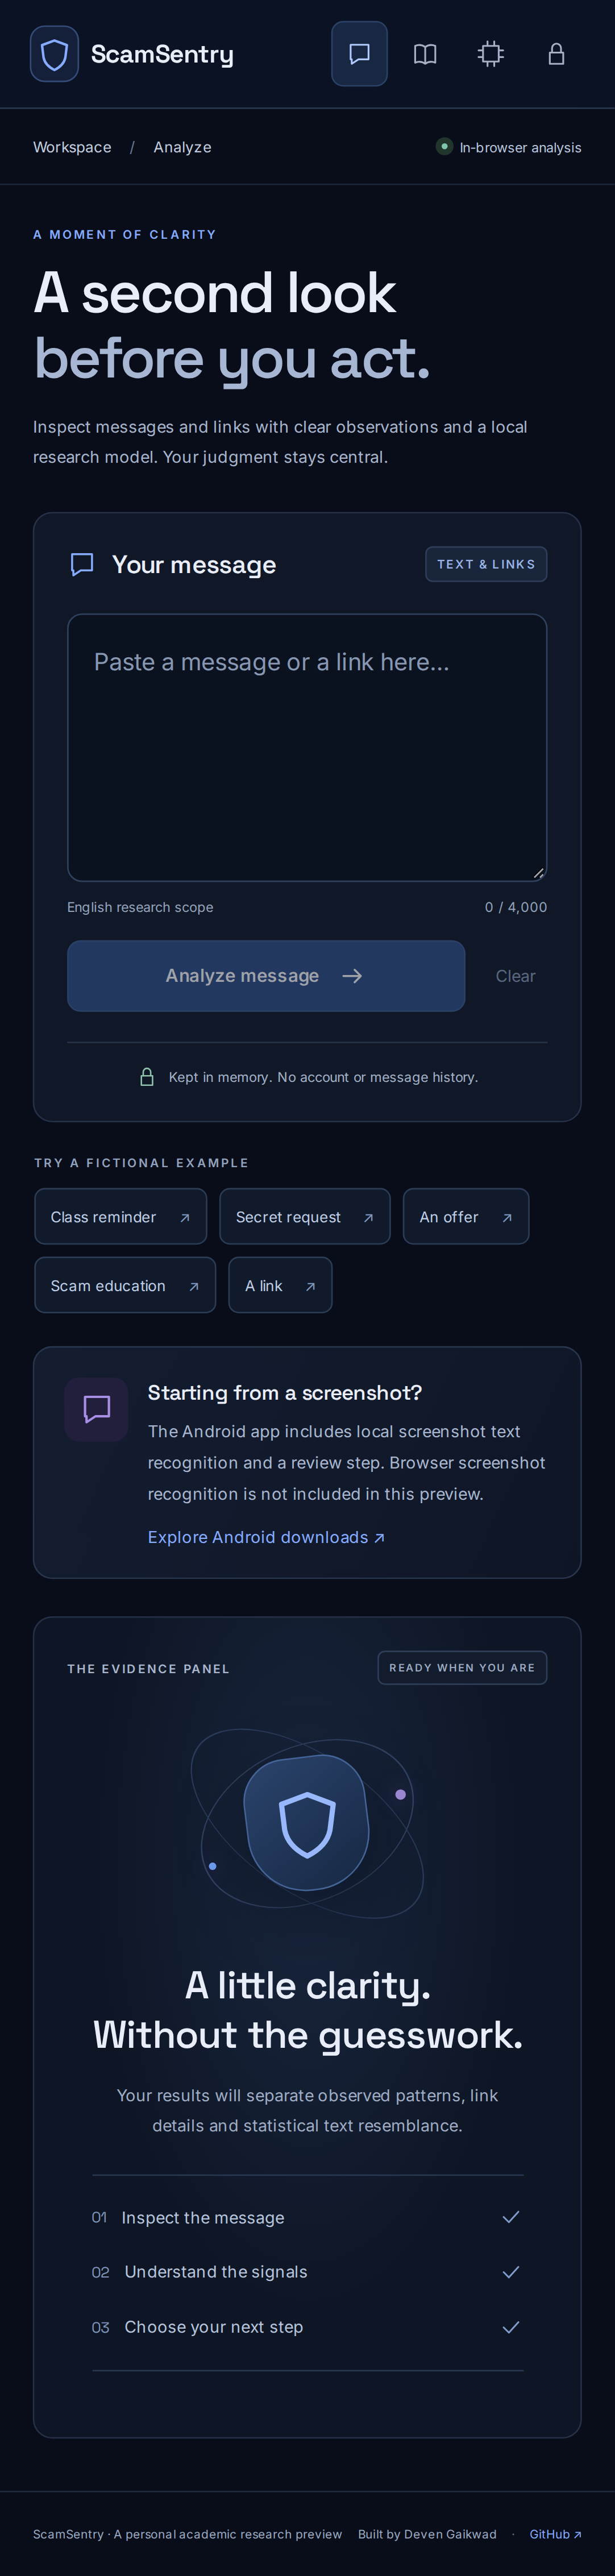 ScamSentry
Workspace / Analyze
In-browser analysis
A MOMENT OF CLARITY
A second look
before you act.
Inspect messages and links with clear observations and a local
research model. Your judgment stays central.
Your message
TEXT & LINKS
Paste a message or a link here...
English research scope
0 / 4,000
Analyze message →
Clear
Kept in memory. No account or message history.
TRY A FICTIONAL EXAMPLE
Class reminder ↗
Secret request ↗
An offer ↗
Scam education ↗
A link ↗
Starting from a screenshot?
The Android app includes local screenshot text
recognition and a review step. Browser screenshot
recognition is not included in this preview.
Explore Android downloads ↗
THE EVIDENCE PANEL
READY WHEN YOU ARE
A little clarity.
Without the guesswork.
Your results will separate observed patterns, link
details and statistical text resemblance.
01 Inspect the message
02 Understand the signals
03 Choose your next step
ScamSentry · A personal academic research preview
Built by Deven Gaikwad · GitHub ↗